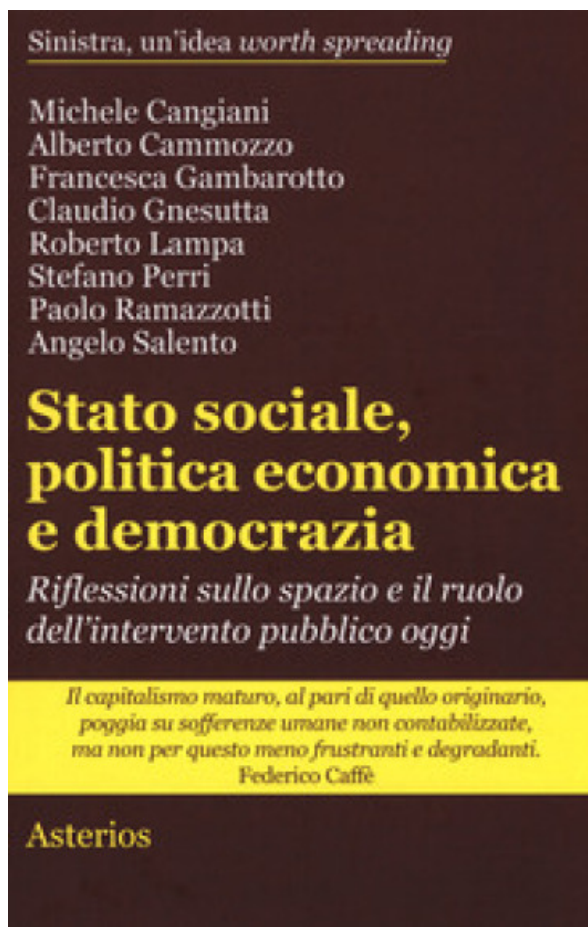 Sinistra, un'idea worth spreading
Michele Cangiani
Alberto Cammozzo
Francesca Gambarotto
Claudio Gnesutta
Roberto Lampa
Stefano Perri
Paolo Ramazzotti
Angelo Salento
Stato sociale,
politica economica
e democrazia
Riflessioni sullo spazio e il ruolo
dell'intervento pubblico oggi
Il capitalismo maturo, al pari di quello originario,
poggia su sofferenze umane non contabilizzate,
ma non per questo meno frustranti e degradanti.
Federico Caffè
Asterios